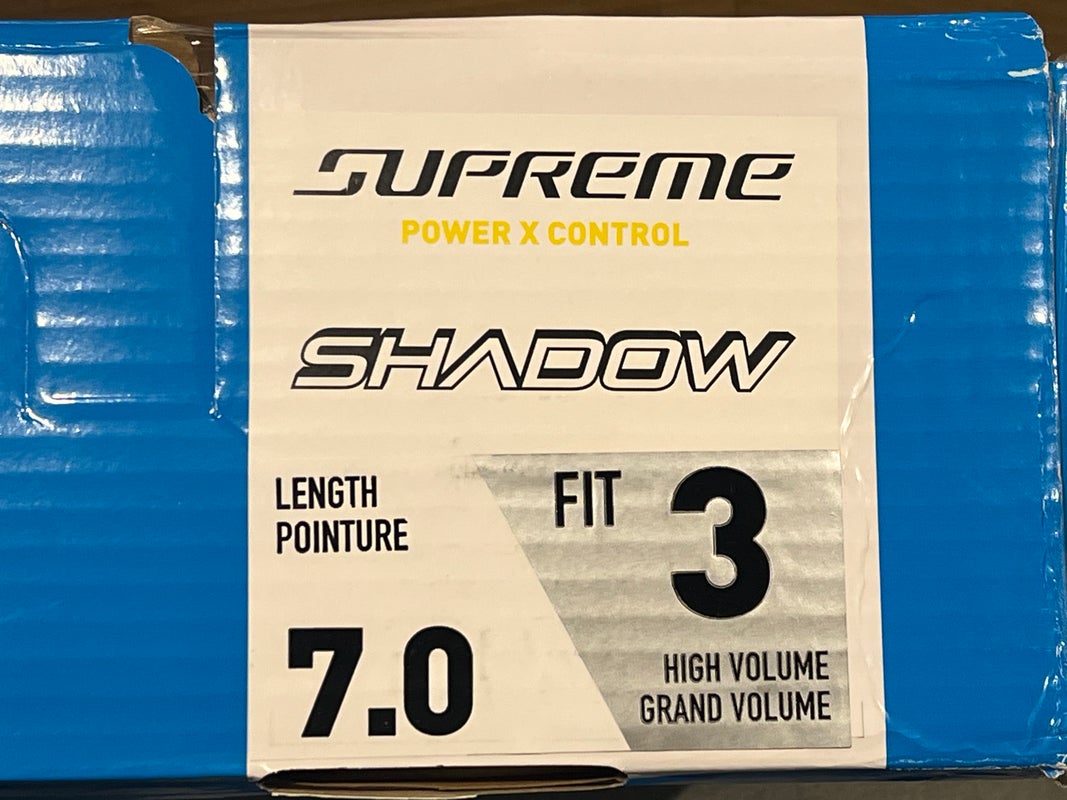 SUPREME
POWER X CONTROL
SHADOW
LENGTH
POINTURE
7.0
FIT 3
HIGH VOLUME
GRAND VOLUME